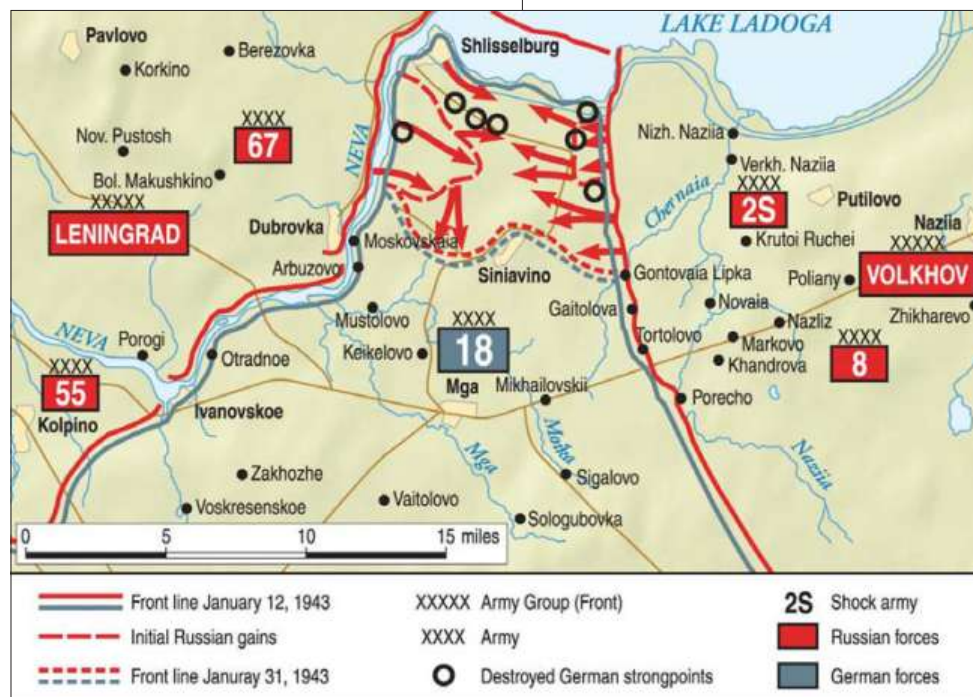 LAKE LADOGA
Pavlovo
Berezovka
Shlisselburg
Korkino
XXXX
67
NEVA
Nizh. Naziia
Nov. Pustosh
Verkh. Naziia
Bol. Makushkino
XXXXX
LENINGRAD
Chernaia
XXXX
2S
Putilovo
Dubrovka
Moskovskaia
Krutoi Ruchei
Naziia
XXXXX
VOLKHOV
Arbuzovo
Siniavino
Gontovaia Lipka
Poliany
NEVA
Mustolovo
XXXX
18
Gaitolova
Novaia
Zhikharevo
Porogi
Otradnoe
Keikelovo
Tortolovo
Nazliz
Markovo
XXXX
8
XXXX
55
Khandrova
Mga
Mikhailovskii
Porecho
Kolpino
Ivanovskoe
Mga
Moika
Naziia
Zakhozhe
Sigalovo
Voskresenskoe
Vaitolovo
Sologubovka
0 5 10 15 miles
Front line January 12, 1943
XXXXX Army Group (Front)
2S Shock army
Initial Russian gains
XXXX Army
Russian forces
Front line Januray 31, 1943
Destroyed German strongpoints
German forces